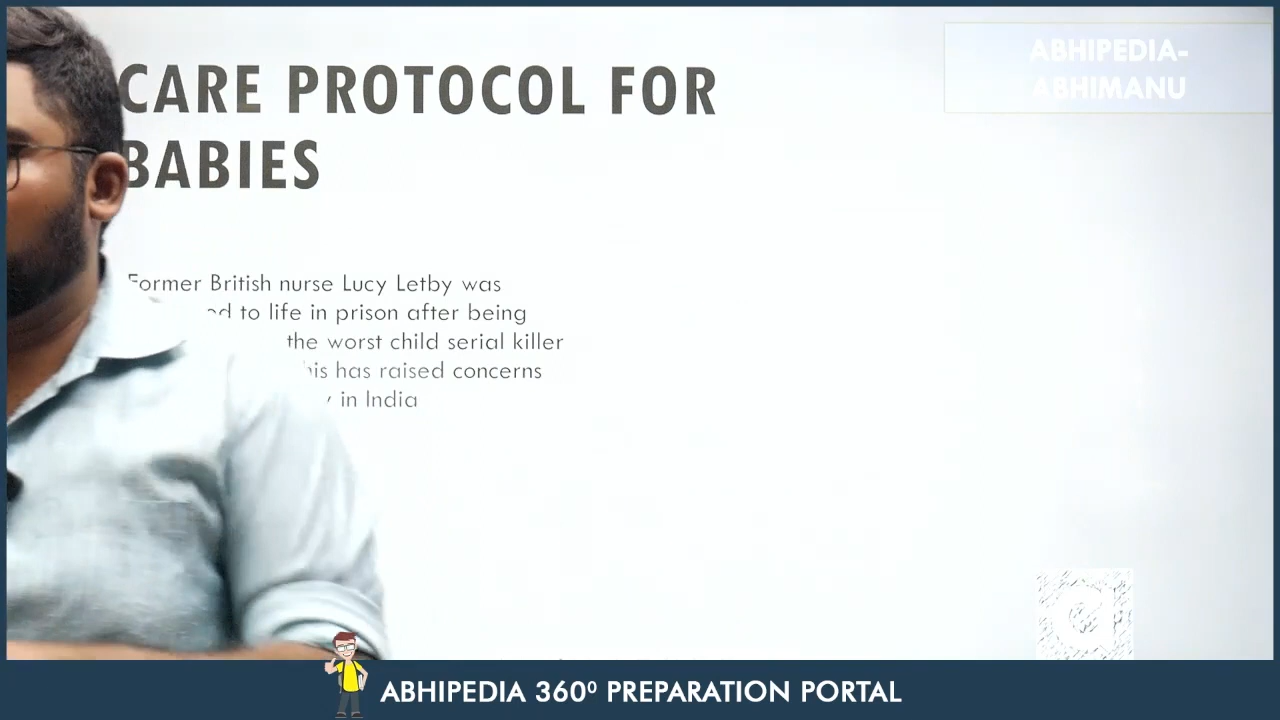 CARE PROTOCOL FOR
BABIES
ABHIPEDIA-
ABHIMANU
Former British nurse Lucy Letby was
to life in prison after being
the worst child serial killer
has raised concerns
in India
ABHIPEDIA 360⁰ PREPARATION PORTAL